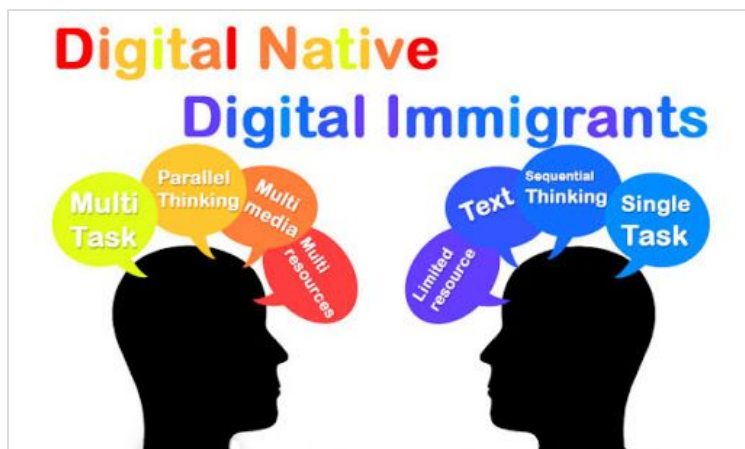 Digital Native
Digital Immigrants
Multi
Task
Parallel
Thinking
Multi
media
Multi
resources
Limited
resource
Text
Sequential
Thinking
Single
Task